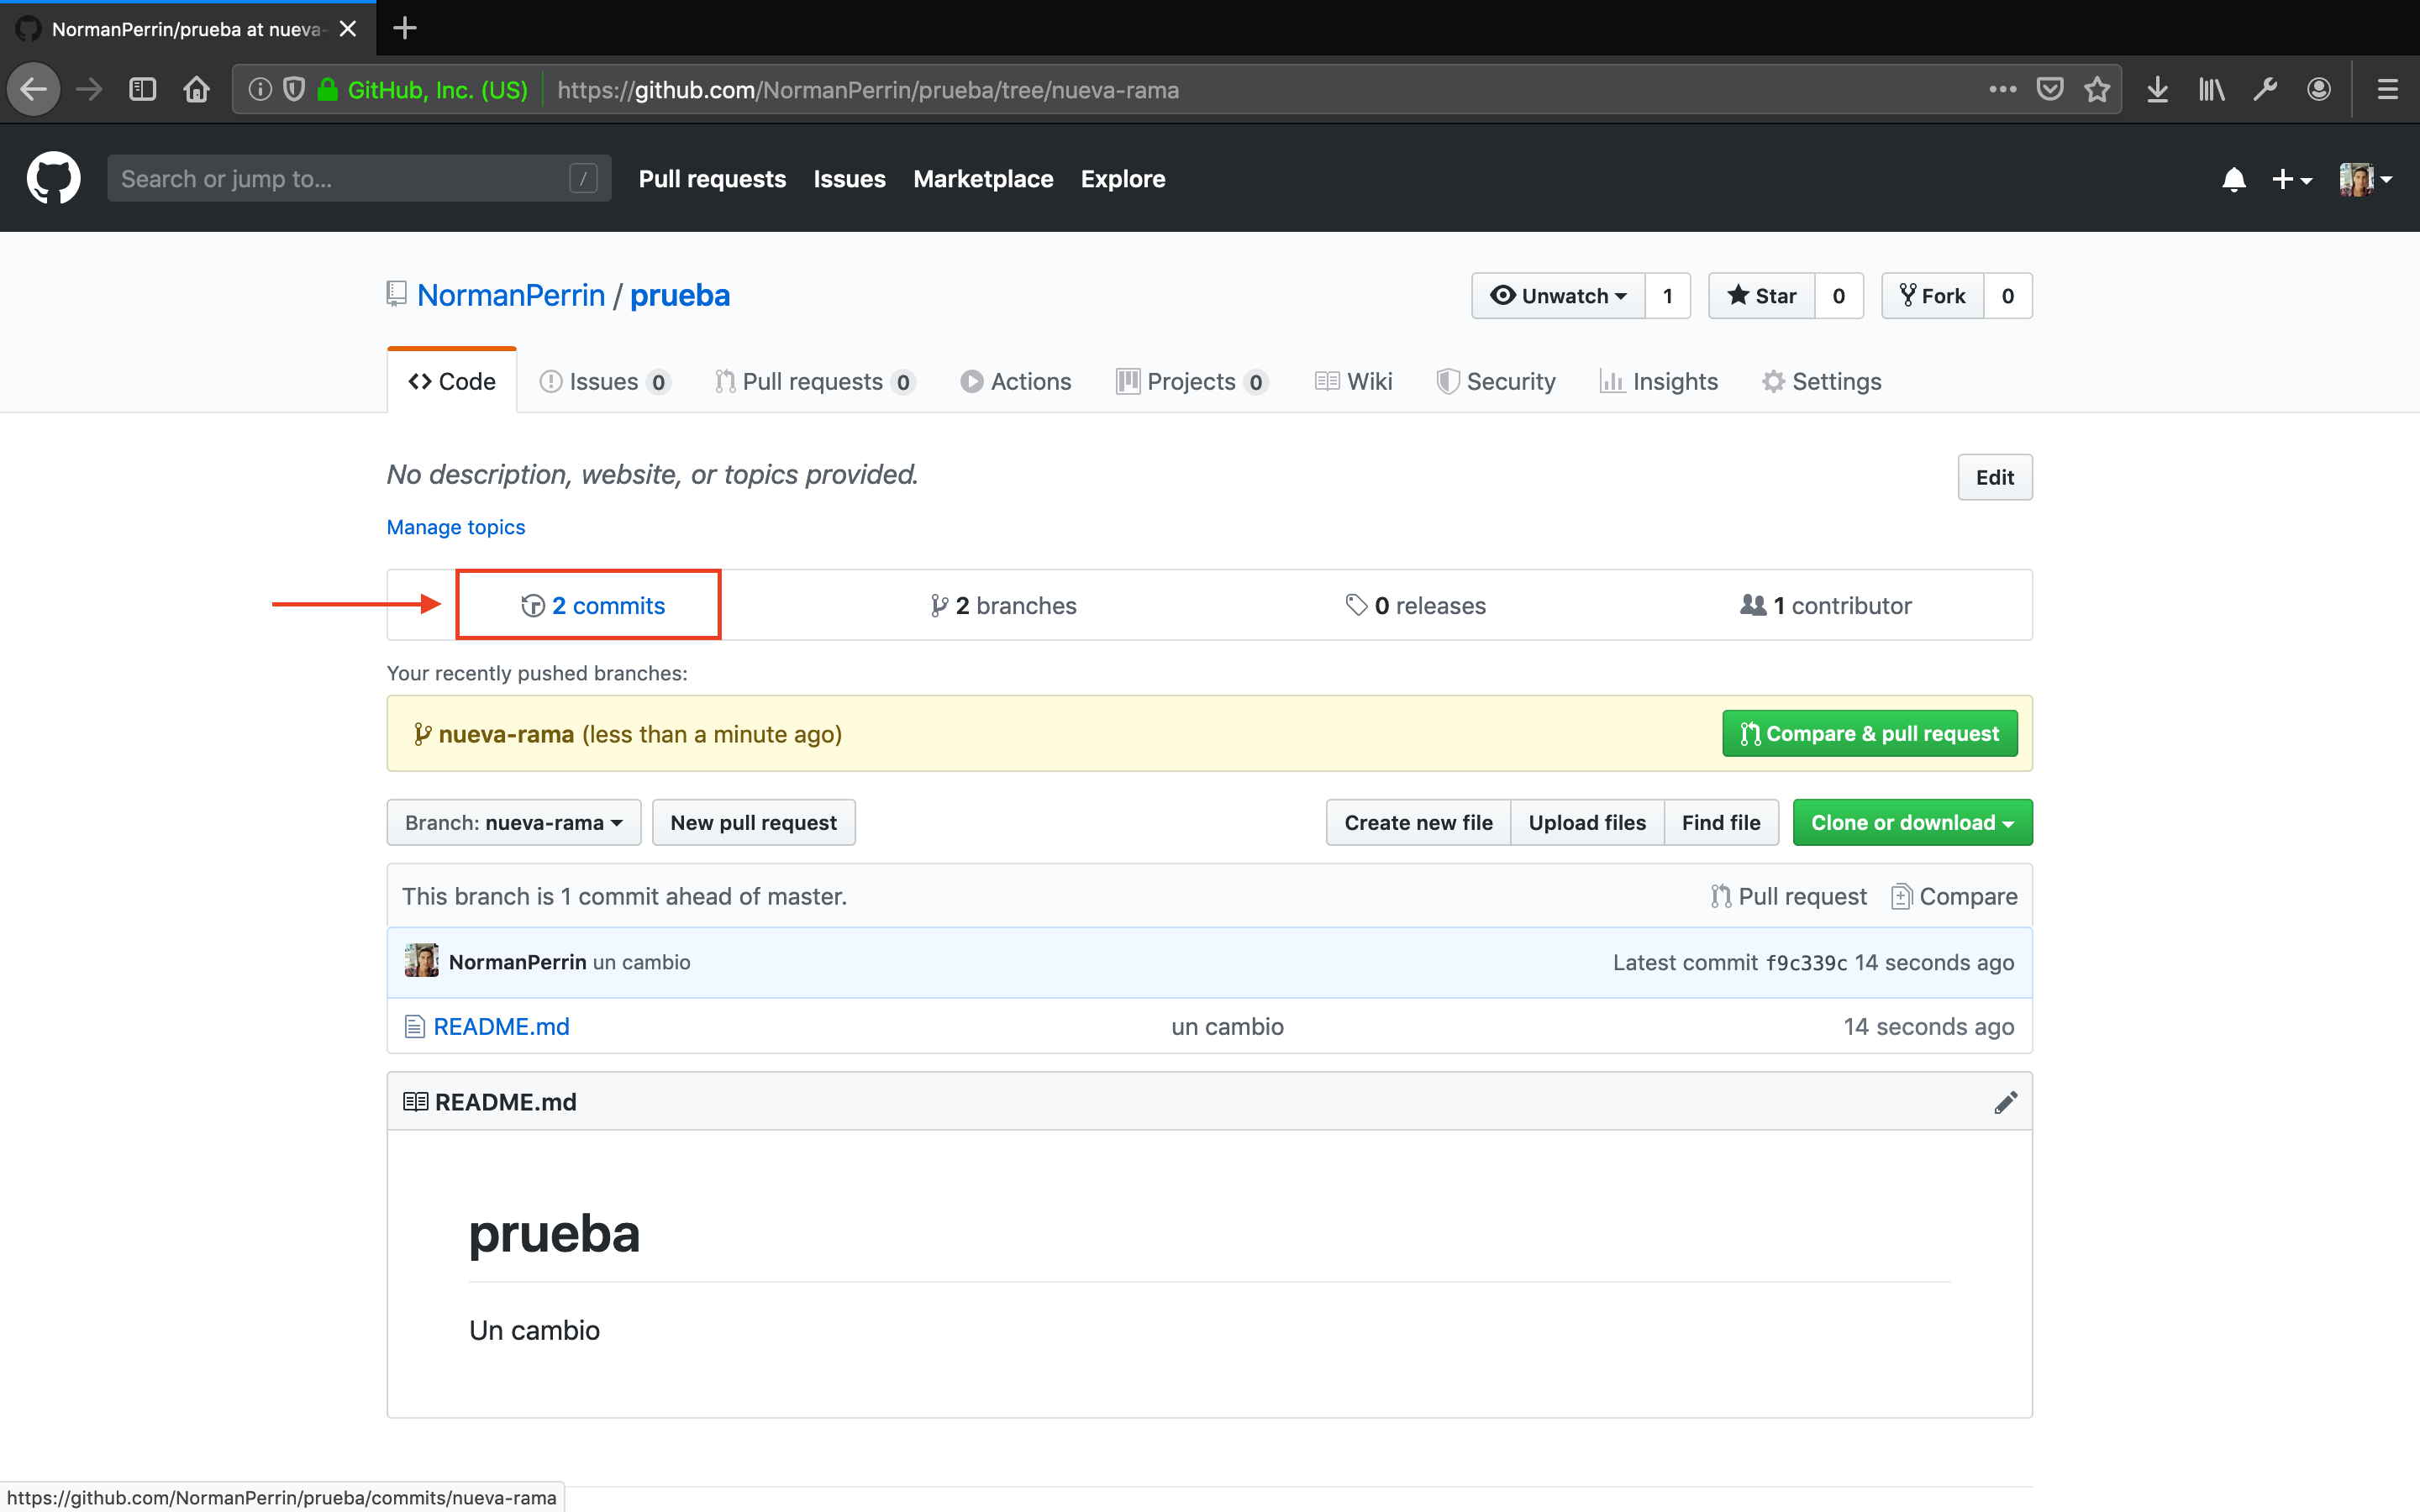 NormanPerrin/prueba at nueva-
GitHub, Inc. (US) https://github.com/NormanPerrin/prueba/tree/nueva-rama
Search or jump to... / Pull requests Issues Marketplace Explore
NormanPerrin / prueba Unwatch 1 Star 0 Fork 0
Code Issues 0 Pull requests 0 Actions Projects 0 Wiki Security Insights Settings
No description, website, or topics provided. Edit
Manage topics
2 commits 2 branches 0 releases 1 contributor
Your recently pushed branches:
nueva-rama (less than a minute ago) Compare & pull request
Branch: nueva-rama New pull request Create new file Upload files Find file Clone or download
This branch is 1 commit ahead of master. Pull request Compare
NormanPerrin un cambio Latest commit f9c339c 14 seconds ago
README.md un cambio 14 seconds ago
README.md
prueba
Un cambio
https://github.com/NormanPerrin/prueba/commits/nueva-rama